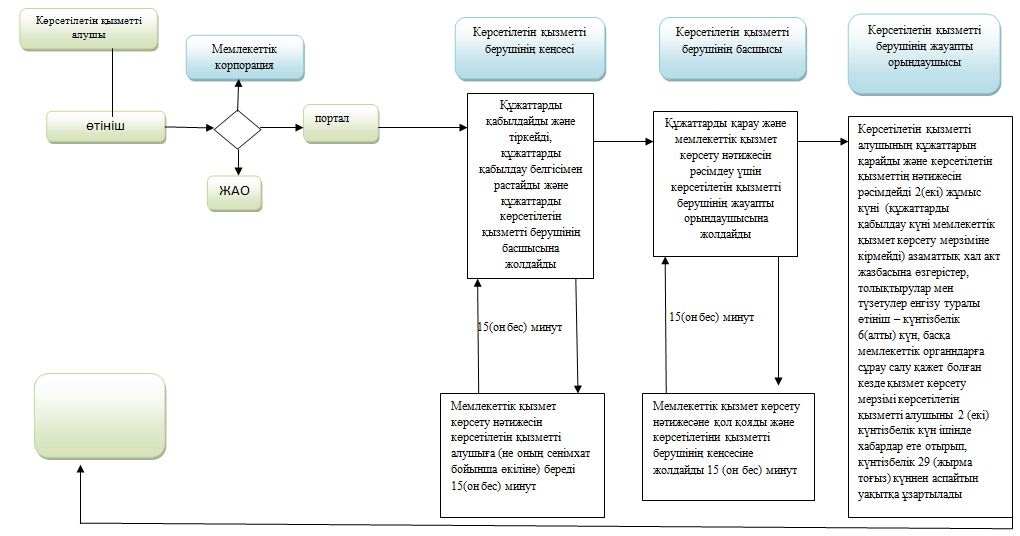 Көрсетілетін қызметті
алушы
өтініш
Мемлекеттік
корпорация
портал
ЖАО
Көрсетілетін қызметті
берушінің кеңсесі
Құжаттарды
қабылдайды және
тіркейді,
құжаттарды
қабылдау белгісімен
растайды және
құжаттарды
көрсетілетін
қызметті берушінің
басшысына
жолдайды
15(он бес) минут
Мемлекеттік қызмет
көрсету нәтижесін
көрсетілетін қызметті
алушыға (не оның сенімхат
бойынша өкіліне) береді
15(он бес) минут
Көрсетілетін қызметті
берушінің басшысы
Құжаттарды қарау және
мемлекеттік қызмет
көрсету нәтижесін
рәсімдеу үшін
көрсетілетін қызметті
берушінің жауапты
орындаушысына
жолдайды
15(он бес) минут
Мемлекеттік қызмет көрсету
нәтижесәне қол қояды және
көрсетілетіни қызметті
берушінің кеңсесіне
жолдайды 15 (он бес) минут
Көрсетілетін қызметті
берушінің жауапты
орындаушысы
Көрсетілетін қызметті
алушының құжаттарын
қарайды және көрсетілетін
қызметтің нәтижесін
рәсімдейді 2(екі) жұмыс
күні (құжаттарды
қабылдау күні мемлекеттік
қызмет көрсету мерзіміне
кірмейді) азаматтық хал акт
жазбасына өзгерістер,
толықтырулар мен
түзетулер енгізу туралы
өтініш – күнтізбелік
6(алты) күн, басқа
мемлекеттік органндарға
сұрау салу қажет болған
кезде қызмет көрсету
мерзімі көрсетілетін
қызметті алушыны 2 (екі)
күнтізбелік күн ішінде
хабардар ете отырып,
күнтізбелік 29 (жырма
тоғыз) күннен аспайтын
уақытқа ұзартылады